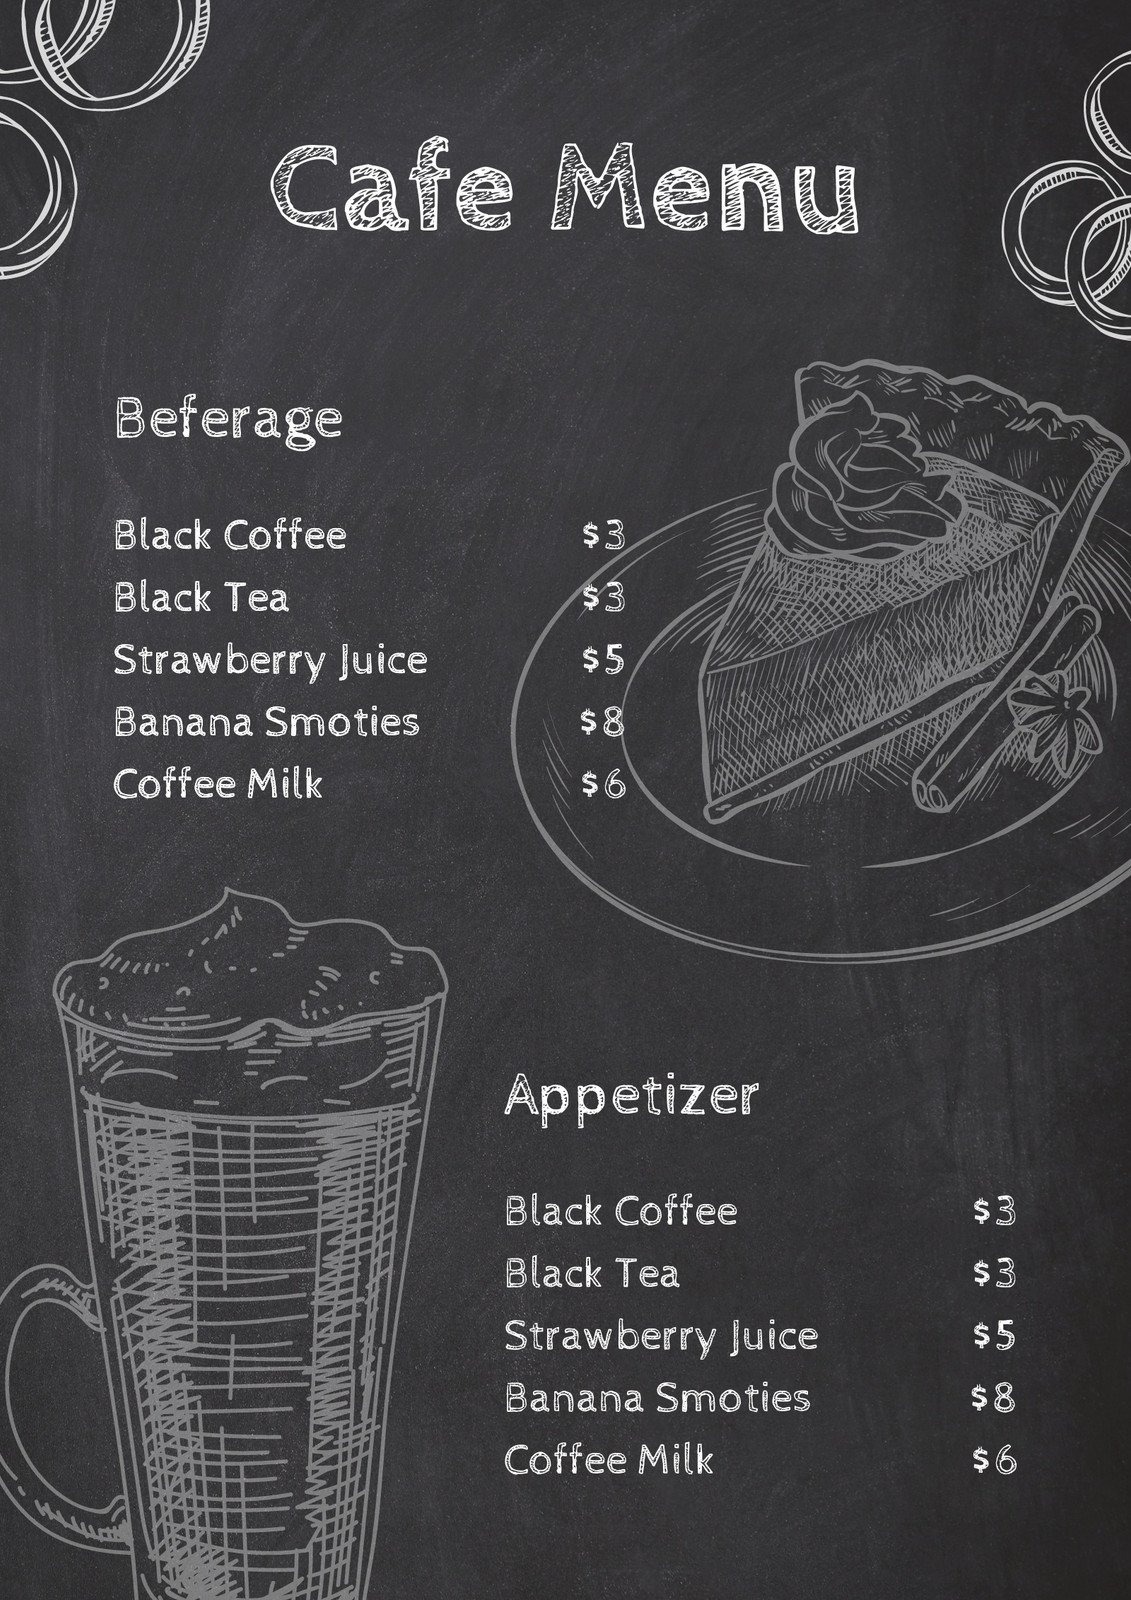 Cafe Menu
Beferage
Black Coffee $3
Black Tea $3
Strawberry Juice $5
Banana Smoties $8
Coffee Milk $6
Appetizer
Black Coffee $3
Black Tea $3
Strawberry Juice $5
Banana Smoties $8
Coffee Milk $6